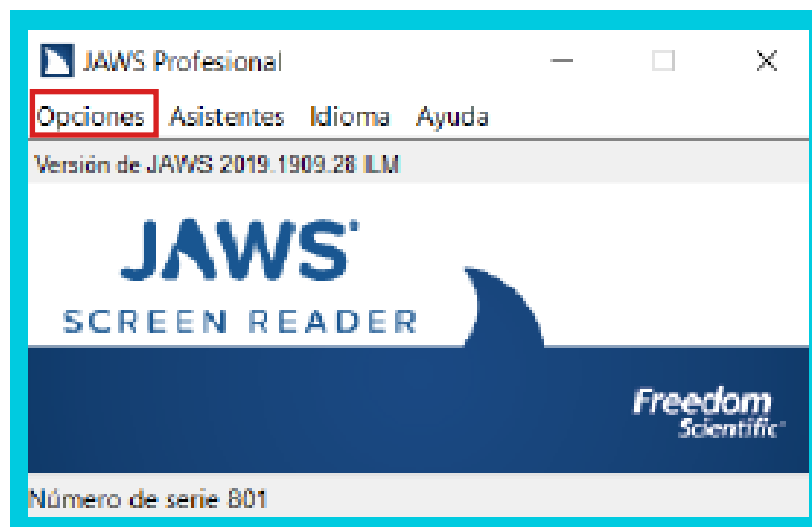 JAWS Profesional
Opciones Asistentes Idioma Ayuda
Versión de JAWS 2019.1909.28 ILM
JAWS®
SCREEN READER
Freedom
Scientific®
Número de serie 801